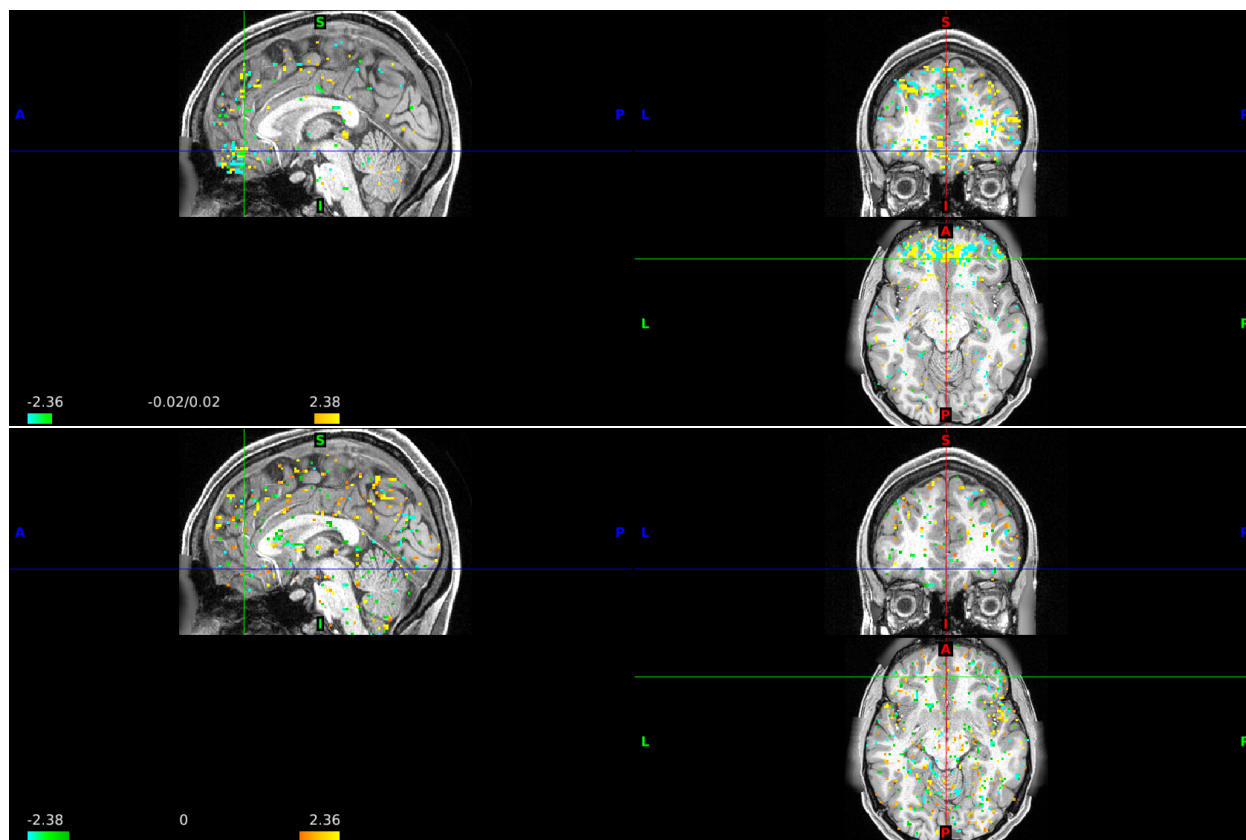 S S
A P L R
I I
A
L R
P
-2.36 -0.02/0.02 2.38
S S
A P L R
I I
A
L R
P
-2.38 0 2.36